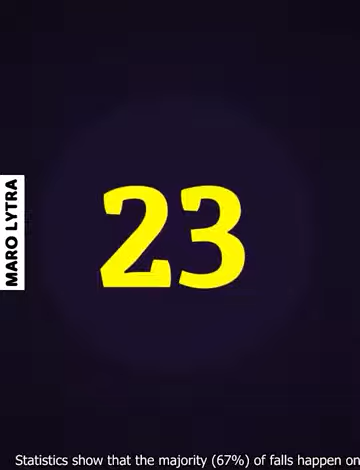 23
MARO LYTRA
Statistics show that the majority (67%) of falls happen on